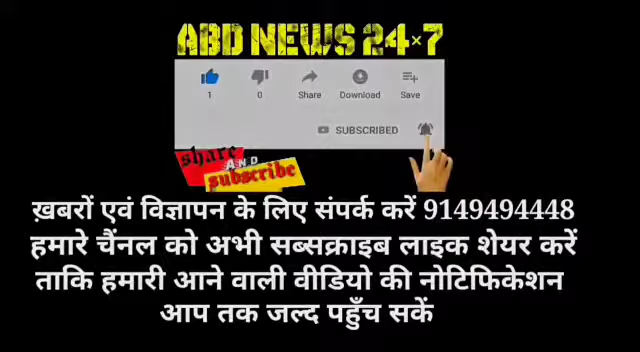 ABD NEWS 24×7
1 0 Share Download Save
SUBSCRIBED
share
AND
subscribe
ख़बरों एवं विज्ञापन के लिए संपर्क करें 9149494448
हमारे चैंनल को अभी सब्सक्राइब लाइक शेयर करें
ताकि हमारी आने वाली वीडियो की नोटिफिकेशन
आप तक जल्द पहुँच सकें